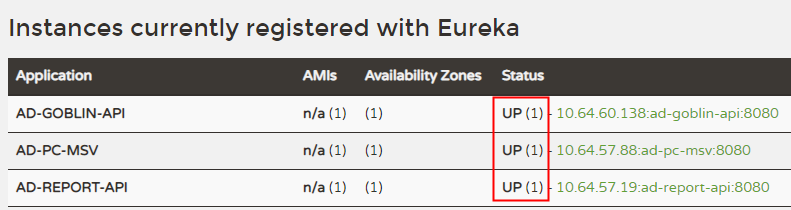 Instances currently registered with Eureka
Application AMIs Availability Zones Status
AD-GOBLIN-API n/a (1) (1) UP (1) - 10.64.60.138:ad-goblin-api:8080
AD-PC-MSV n/a (1) (1) UP (1) - 10.64.57.88:ad-pc-msv:8080
AD-REPORT-API n/a (1) (1) UP (1) - 10.64.57.19:ad-report-api:8080